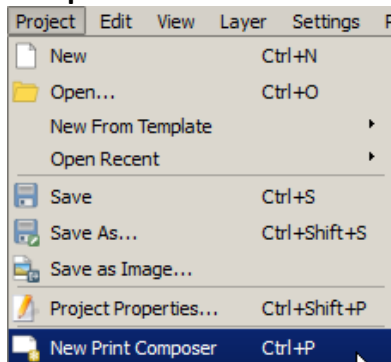 Project Edit View Layer Settings
New Ctrl+N
Open... Ctrl+O
New From Template
Open Recent
Save Ctrl+S
Save As... Ctrl+Shift+S
Save as Image...
Project Properties... Ctrl+Shift+P
New Print Composer Ctrl+P